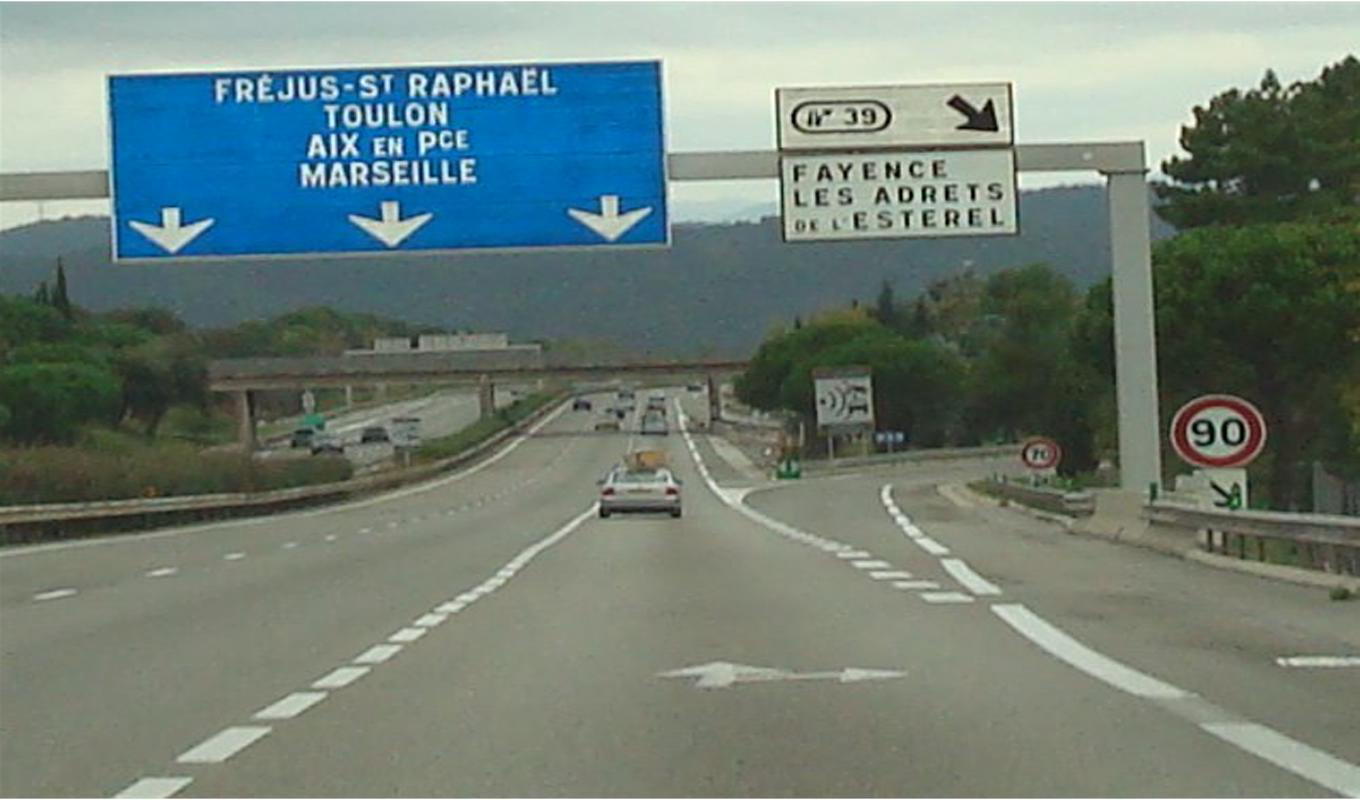 FRÉJUS-ST RAPHAËL
TOULON
AIX EN PCE
MARSEILLE
39
FAYENCE
LES ADRETS
DE L'ESTEREL
90
70